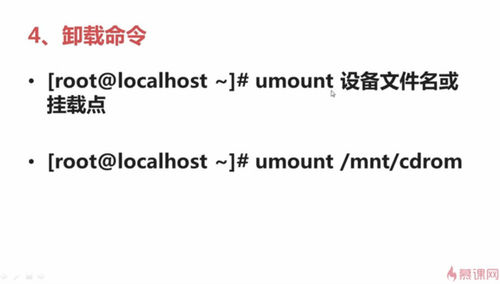 4、卸载命令
• [root@localhost ~]# umount 设备文件名或
挂载点
• [root@localhost ~]# umount /mnt/cdrom
慕课网